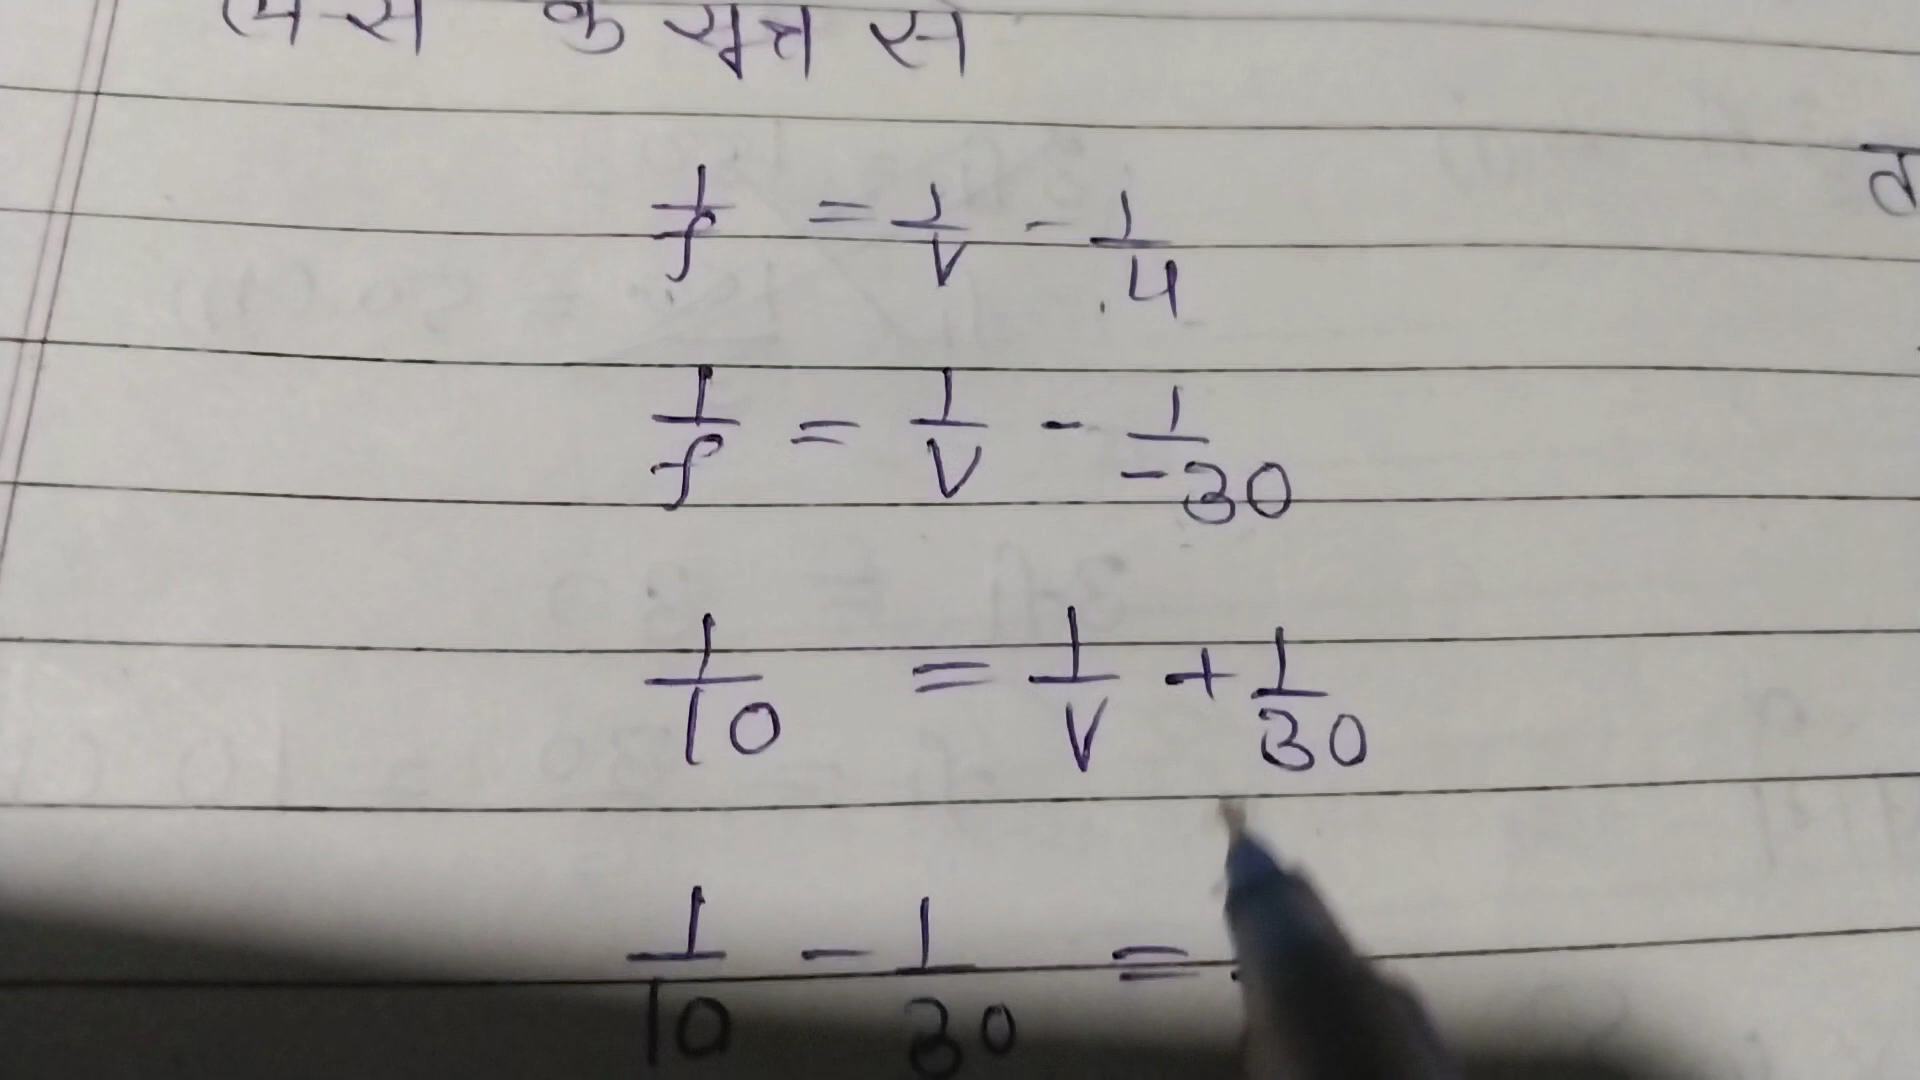 लेंस के सूत्र से
1/f = 1/v - 1/u
1/f = 1/v - 1/-30
1/10 = 1/v + 1/30
1/10 - 1/30 =